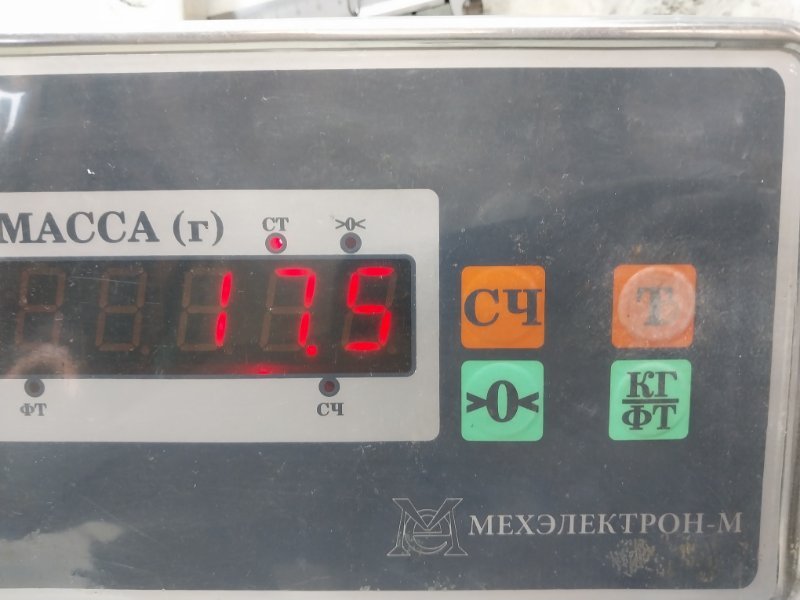 МАССА (г)
СТ
>0<
17.5
ФТ
СЧ
СЧ
Т
>0<
КГ
ФТ
МЕХЭЛЕКТРОН-М